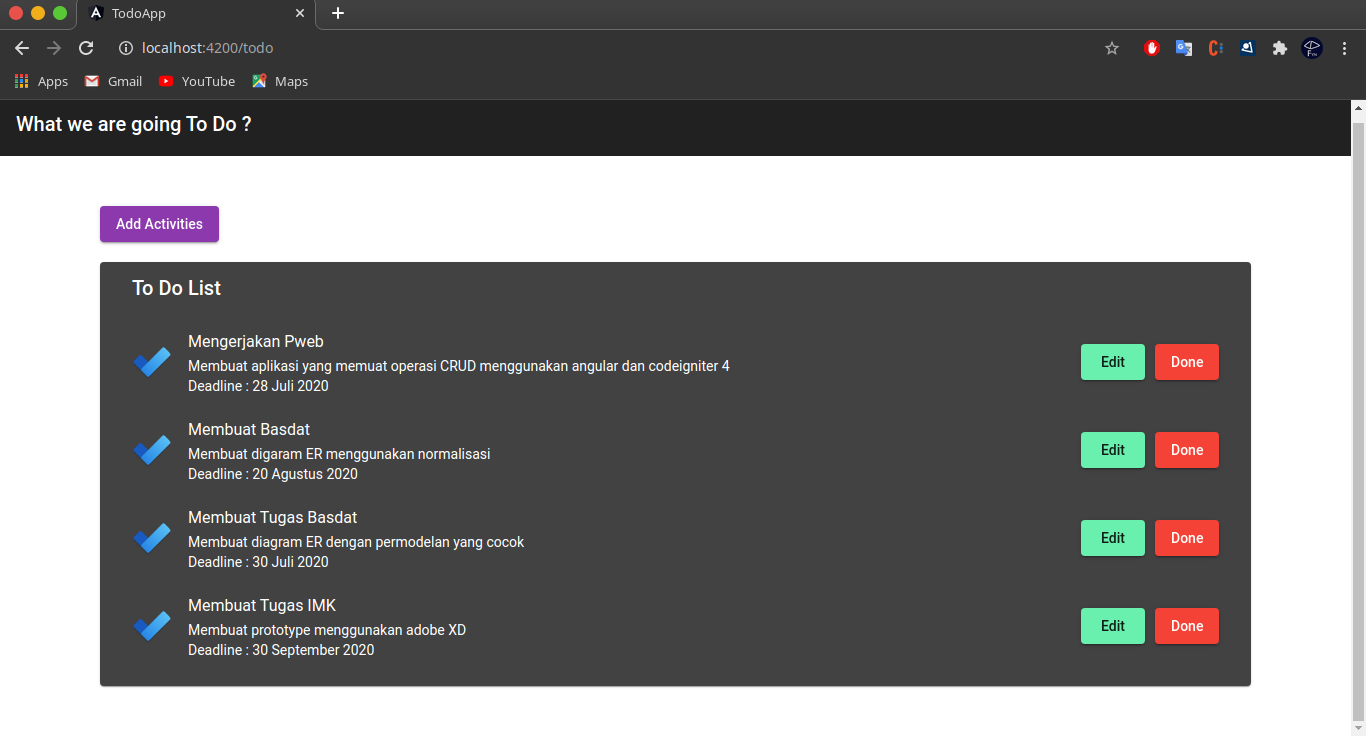 TodoApp
localhost:4200/todo
Apps Gmail YouTube Maps
What we are going To Do ?
Add Activities
To Do List
Mengerjakan Pweb
Membuat aplikasi yang memuat operasi CRUD menggunakan angular dan codeigniter 4
Deadline : 28 Juli 2020
Edit Done
Membuat Basdat
Membuat digaram ER menggunakan normalisasi
Deadline : 20 Agustus 2020
Edit Done
Membuat Tugas Basdat
Membuat diagram ER dengan permodelan yang cocok
Deadline : 30 Juli 2020
Edit Done
Membuat Tugas IMK
Membuat prototype menggunakan adobe XD
Deadline : 30 September 2020
Edit Done